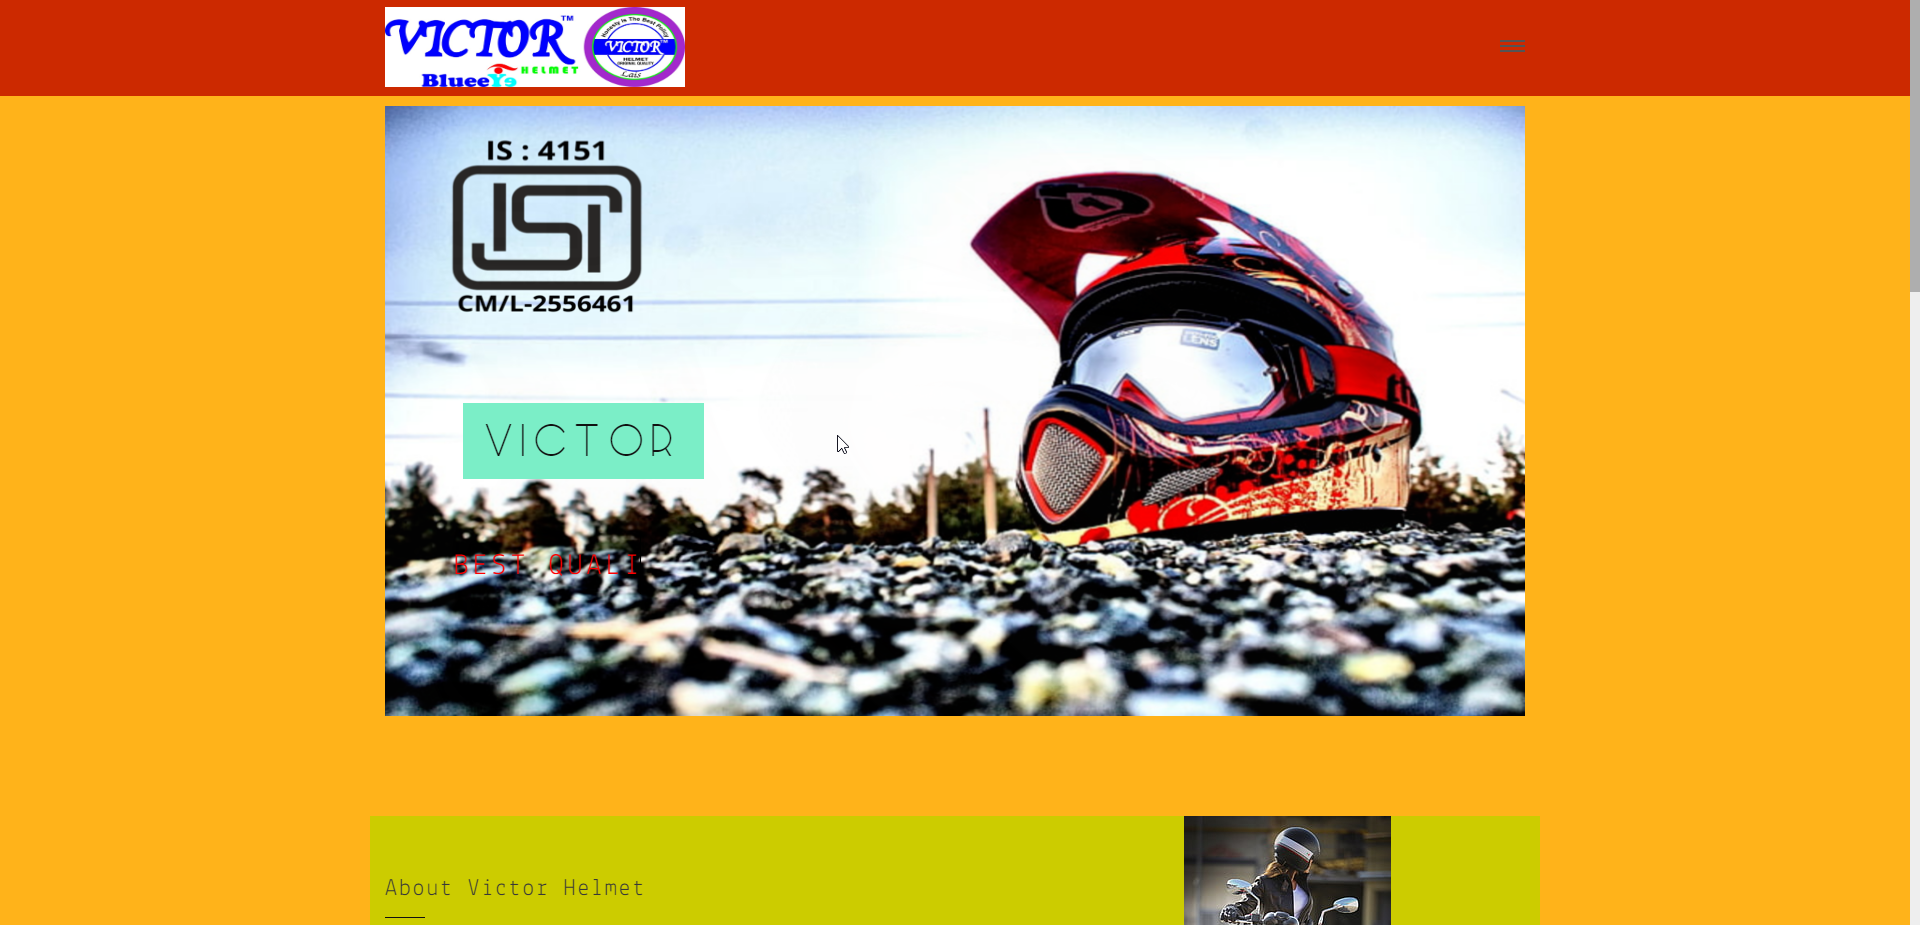 VICTOR™
HELMET
BlueeYe
Honesty Is The Best Policy
VICTOR
HELMET
ORIGINAL QUALITY
Lais
IS : 4151
ISI
CM/L-2556461
LENS
VICTOR
BEST QUALI
About Victor Helmet